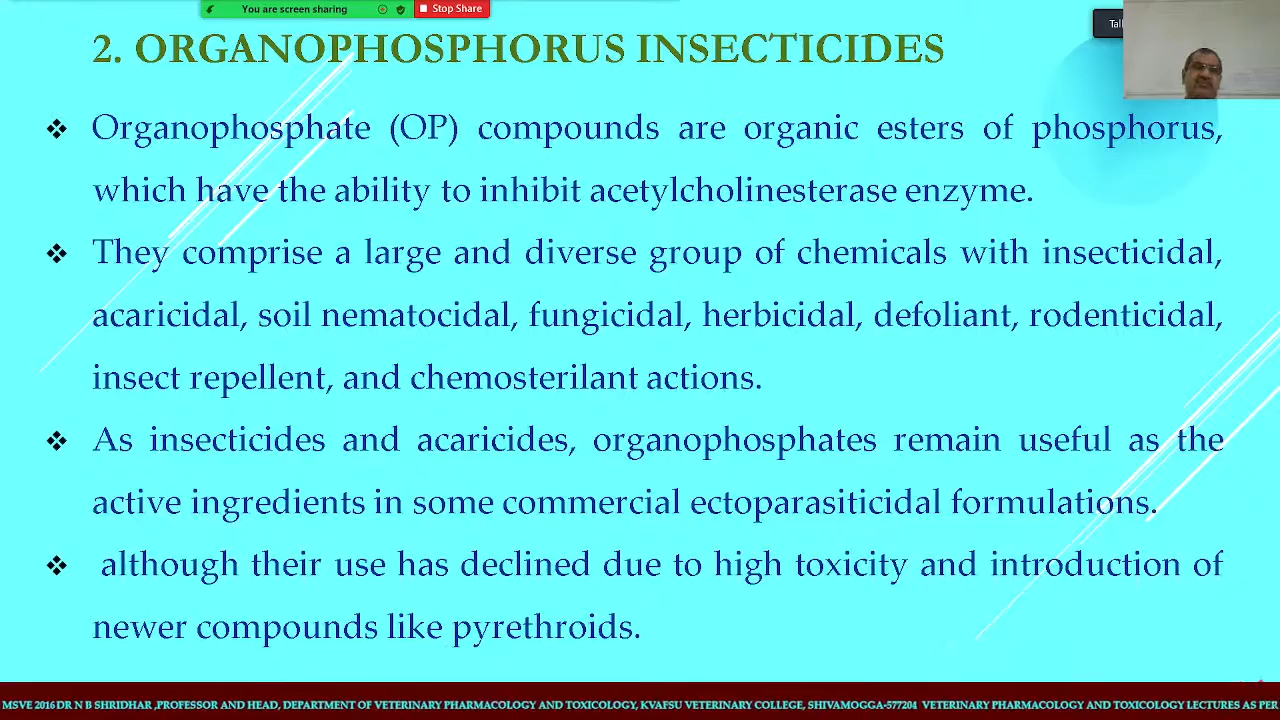 You are screen sharing
Stop Share
2. ORGANOPHOSPHORUS INSECTICIDES
❖ Organophosphate (OP) compounds are organic esters of phosphorus,
which have the ability to inhibit acetylcholinesterase enzyme.
❖ They comprise a large and diverse group of chemicals with insecticidal,
acaricidal, soil nematocidal, fungicidal, herbicidal, defoliant, rodenticidal,
insect repellent, and chemosterilant actions.
❖ As insecticides and acaricides, organophosphates remain useful as the
active ingredients in some commercial ectoparasiticidal formulations.
❖ although their use has declined due to high toxicity and introduction of
newer compounds like pyrethroids.
MSVE 2016 DR N B SHRIDHAR ,PROFESSOR AND HEAD, DEPARTMENT OF VETERINARY PHARMACOLOGY AND TOXICOLOGY, KVAFSU VETERINARY COLLEGE, SHIVAMOGGA-577204 VETERINARY PHARMACOLOGY AND TOXICOLOGY LECTURES AS PER